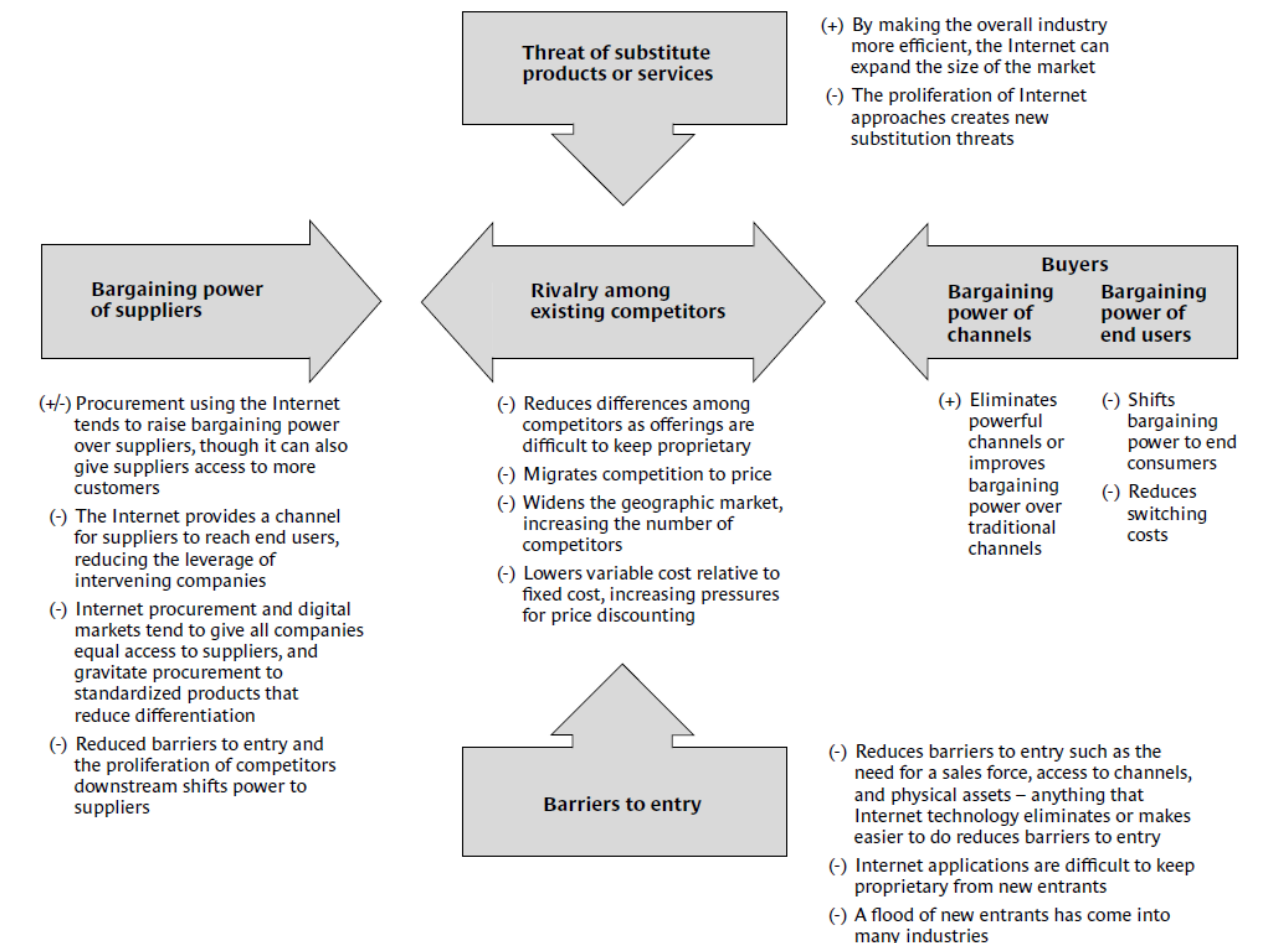 Threat of substitute
products or services
(+) By making the overall industry
more efficient, the Internet can
expand the size of the market
(-) The proliferation of Internet
approaches creates new
substitution threats
Bargaining power
of suppliers
Rivalry among
existing competitors
Buyers
Bargaining
power of
channels
Bargaining
power of
end users
(+/-) Procurement using the Internet
tends to raise bargaining power
over suppliers, though it can also
give suppliers access to more
customers
(-) The Internet provides a channel
for suppliers to reach end users,
reducing the leverage of
intervening companies
(-) Internet procurement and digital
markets tend to give all companies
equal access to suppliers, and
gravitate procurement to
standardized products that
reduce differentiation
(-) Reduced barriers to entry and
the proliferation of competitors
downstream shifts power to
suppliers
(-) Reduces differences among
competitors as offerings are
difficult to keep proprietary
(-) Migrates competition to price
(-) Widens the geographic market,
increasing the number of
competitors
(-) Lowers variable cost relative to
fixed cost, increasing pressures
for price discounting
(+) Eliminates
powerful
channels or
improves
bargaining
power over
traditional
channels
(-) Shifts
bargaining
power to end
consumers
(-) Reduces
switching
costs
Barriers to entry
(-) Reduces barriers to entry such as the
need for a sales force, access to channels,
and physical assets – anything that
Internet technology eliminates or makes
easier to do reduces barriers to entry
(-) Internet applications are difficult to keep
proprietary from new entrants
(-) A flood of new entrants has come into
many industries